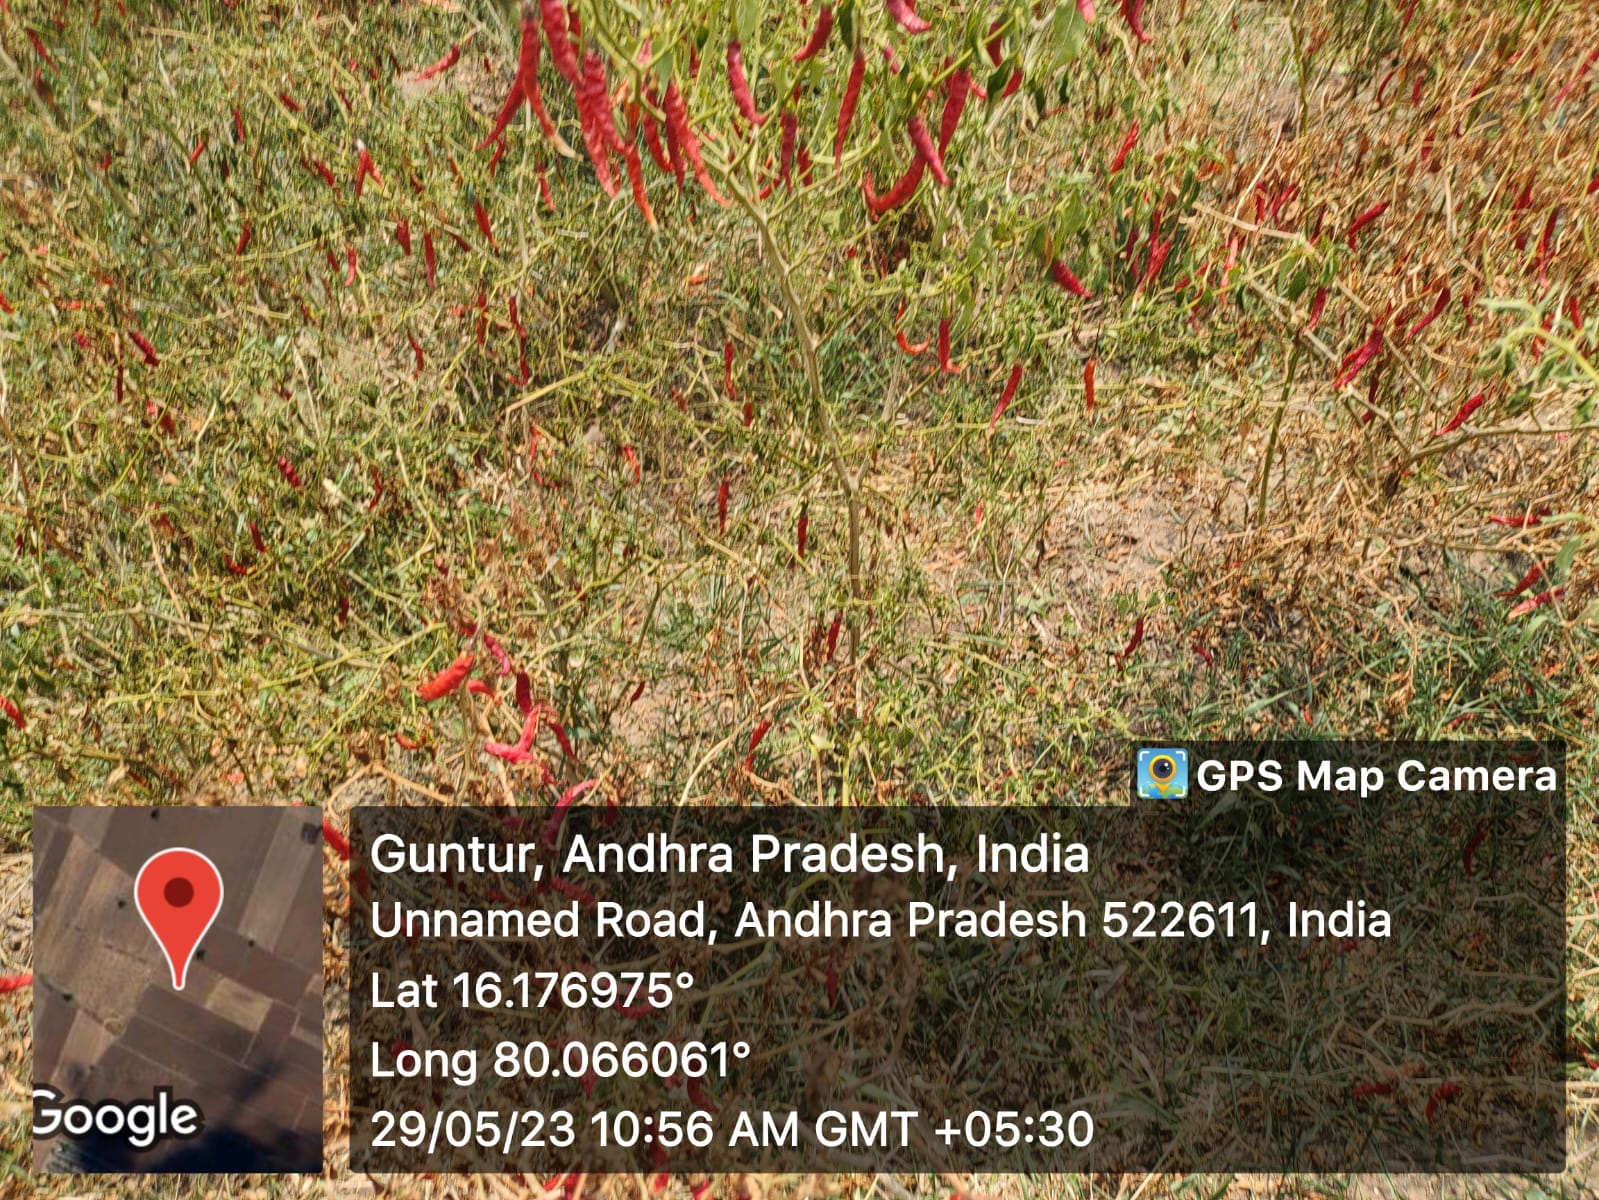 GPS Map Camera
Guntur, Andhra Pradesh, India
Unnamed Road, Andhra Pradesh 522611, India
Lat 16.176975°
Long 80.066061°
29/05/23 10:56 AM GMT +05:30
Google